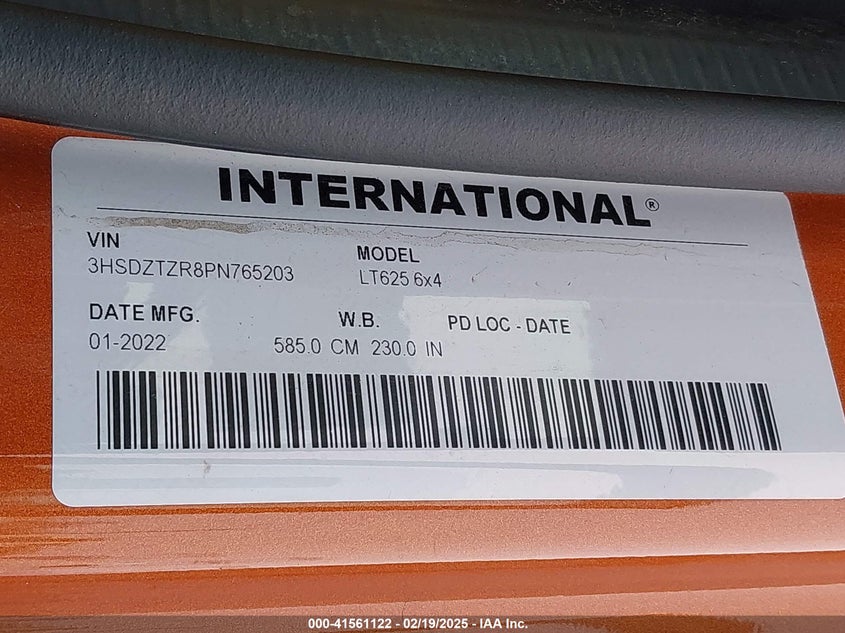 INTERNATIONAL®
VIN
3HSDZTZR8PN765203
MODEL
LT625 6x4
DATE MFG.
01-2022
W.B.
585.0 CM 230.0 IN
PD LOC - DATE
000-41561122 - 02/19/2025 - IAA Inc.